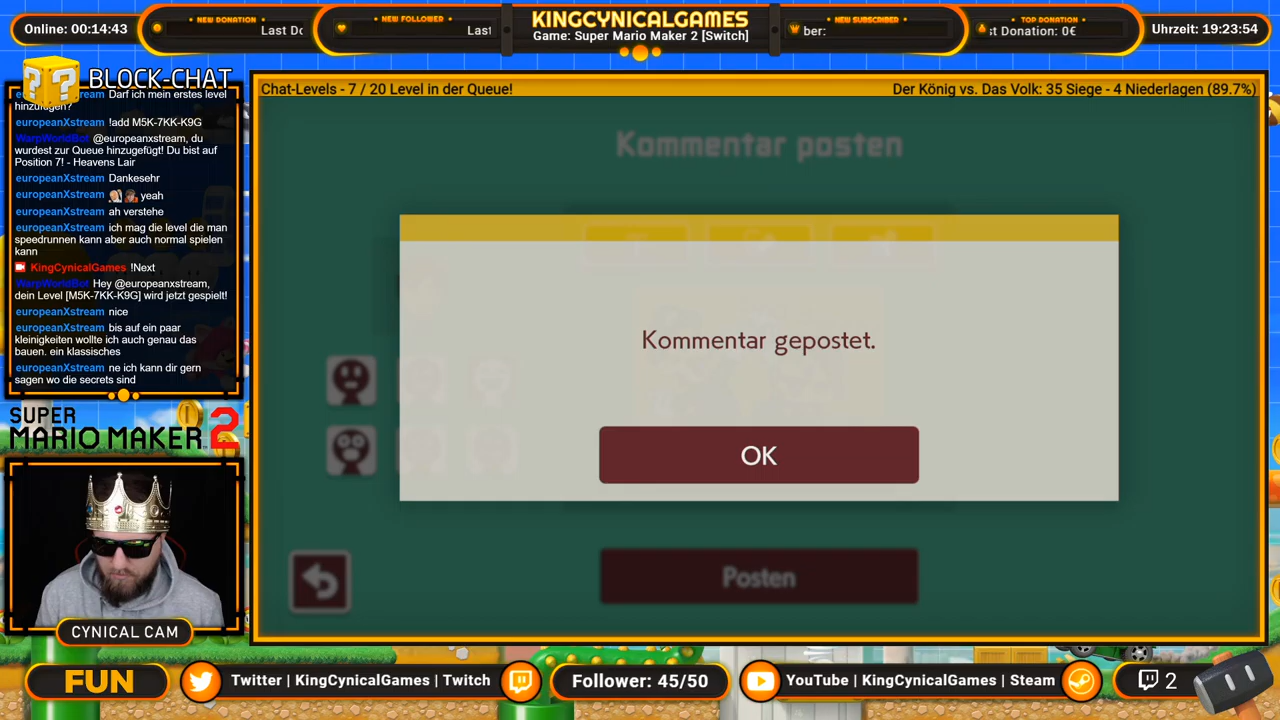 Online: 00:14:43
NEW DONATION
Last Do
NEW FOLLOWER
Last
KINGCYNICALGAMES
Game: Super Mario Maker 2 [Switch]
NEW SUBSCRIBER
ber:
TOP DONATION
st Donation: 0€
Uhrzeit: 19:23:54
BLOCK-CHAT
europeanXstream Darf ich mein erstes level
hinzufügen?
europeanXstream !add M5K-7KK-K9G
WarpWorldBot @europeanxstream, du
wurdest zur Queue hinzugefügt! Du bist auf
Position 7! - Heavens Lair
europeanXstream Dankesehr
europeanXstream yeah
europeanXstream ah verstehe
europeanXstream ich mag die level die man
speedrunnen kann aber auch normal spielen
kann
KingCynicalGames !Next
WarpWorldBot Hey @europeanxstream,
dein Level [M5K-7KK-K9G] wird jetzt gespielt!
europeanXstream nice
europeanXstream bis auf ein paar
kleinigkeiten wollte ich auch genau das
bauen. ein klassisches
europeanXstream ne ich kann dir gern
sagen wo die secrets sind
Chat-Levels - 7 / 20 Level in der Queue!
Der König vs. Das Volk: 35 Siege - 4 Niederlagen (89.7%)
Kommentar posten
Kommentar gepostet.
OK
Posten
SUPER
MARIO MAKER 2
CYNICAL CAM
FUN
Twitter | KingCynicalGames | Twitch
Follower: 45/50
YouTube | KingCynicalGames | Steam
2